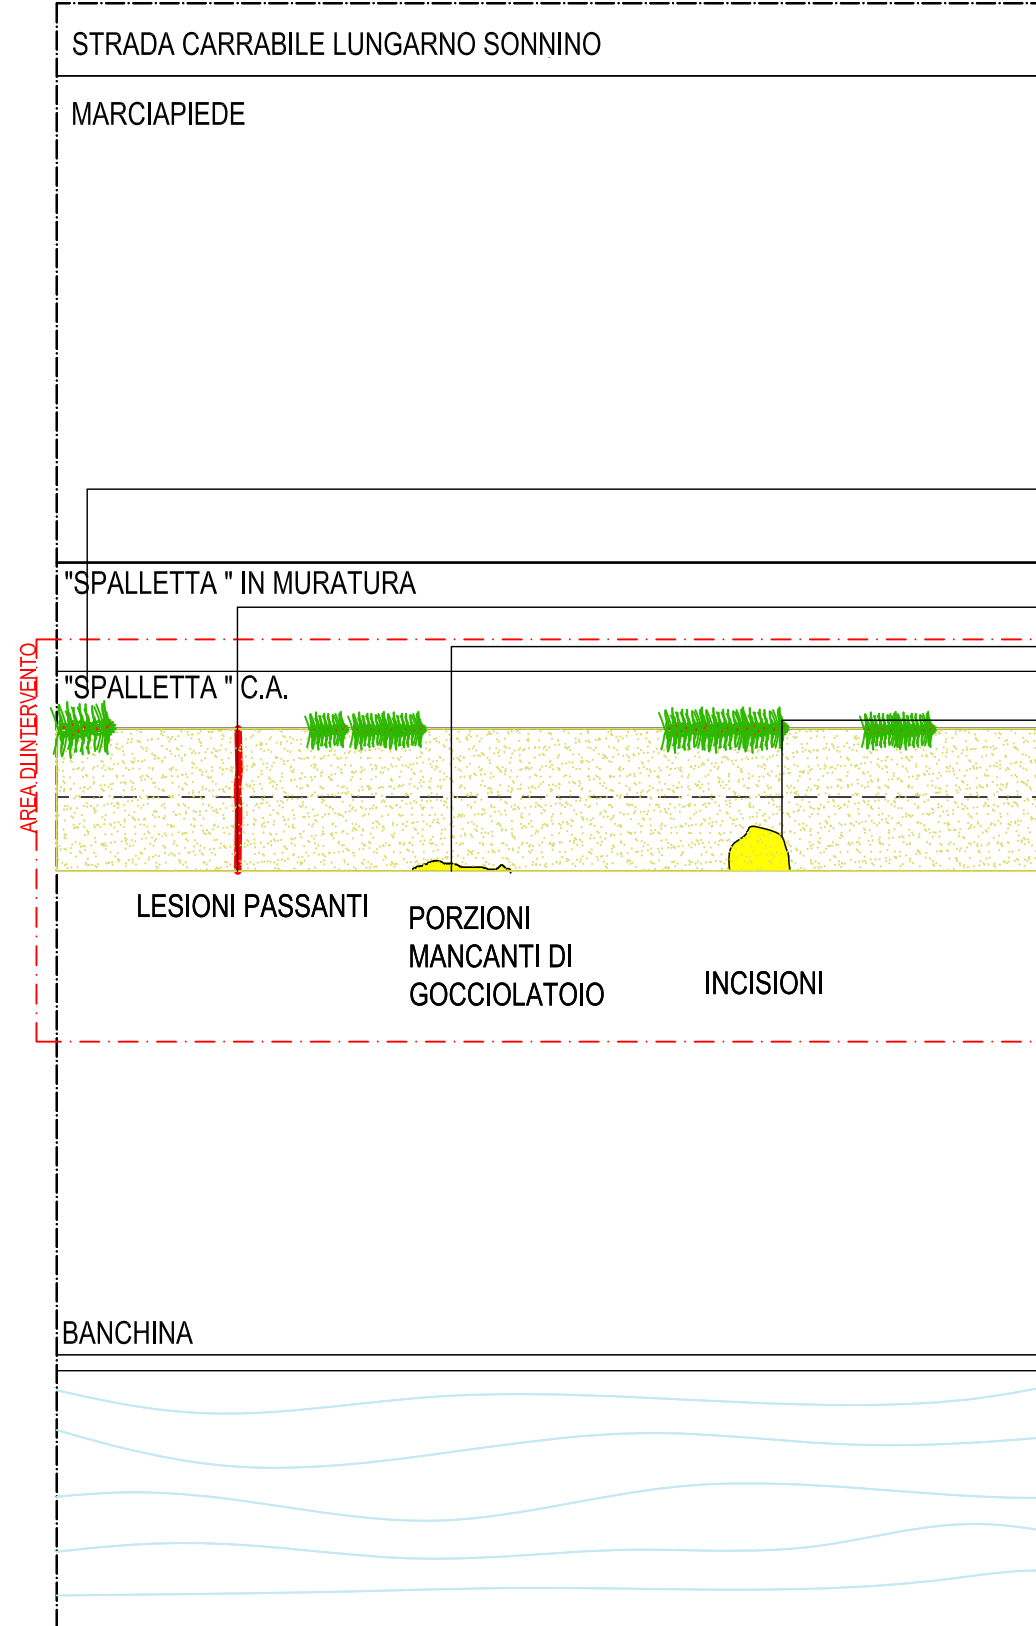 STRADA CARRABILE LUNGARNO SONNINO
MARCIAPIEDE
"SPALLETTA " IN MURATURA
AREA DI INTERVENTO
"SPALLETTA " C.A.
LESIONI PASSANTI
PORZIONI
MANCANTI DI
GOCCIOLATOIO
INCISIONI
BANCHINA